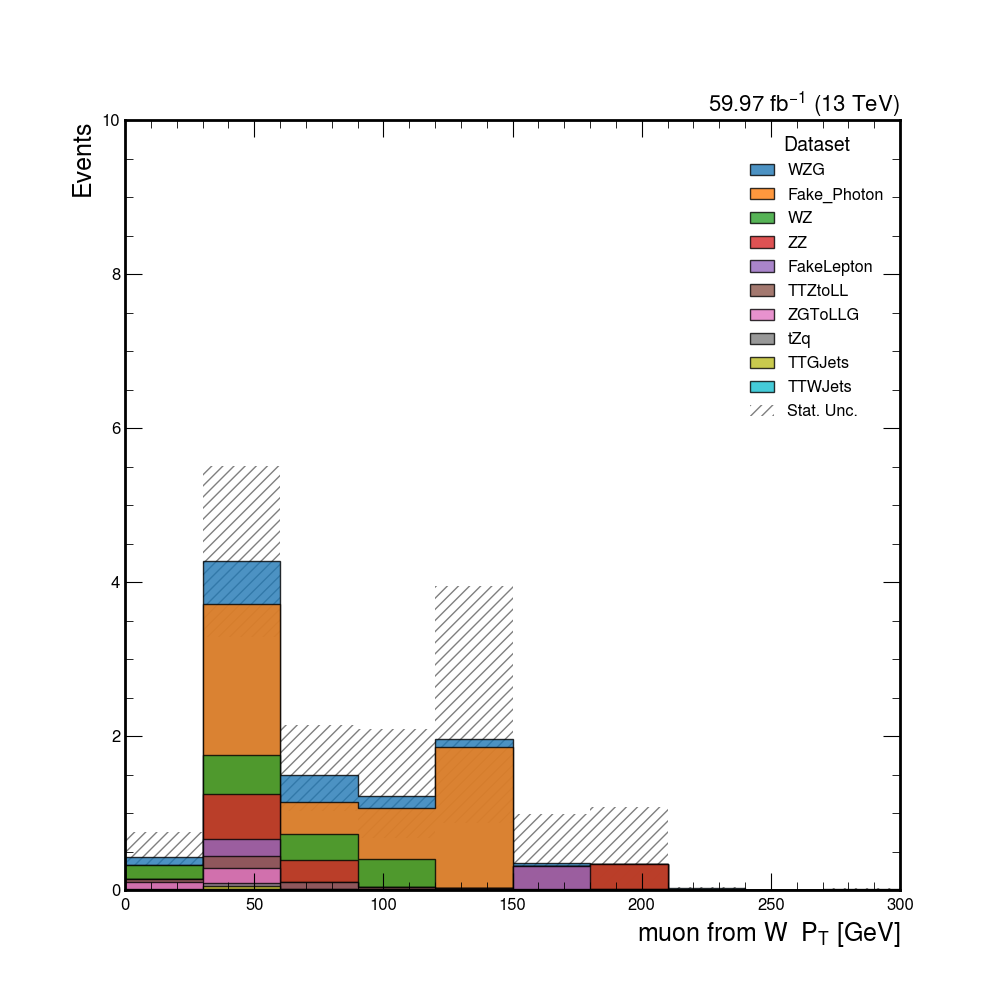 59.97 fb⁻¹ (13 TeV)
Events
10
8
6
4
2
0
Dataset
WZG
Fake_Photon
WZ
ZZ
FakeLepton
TTZtoLL
ZGToLLG
tZq
TTGJets
TTWJets
Stat. Unc.
0 50 100 150 200 250 300
muon from W P_T [GeV]